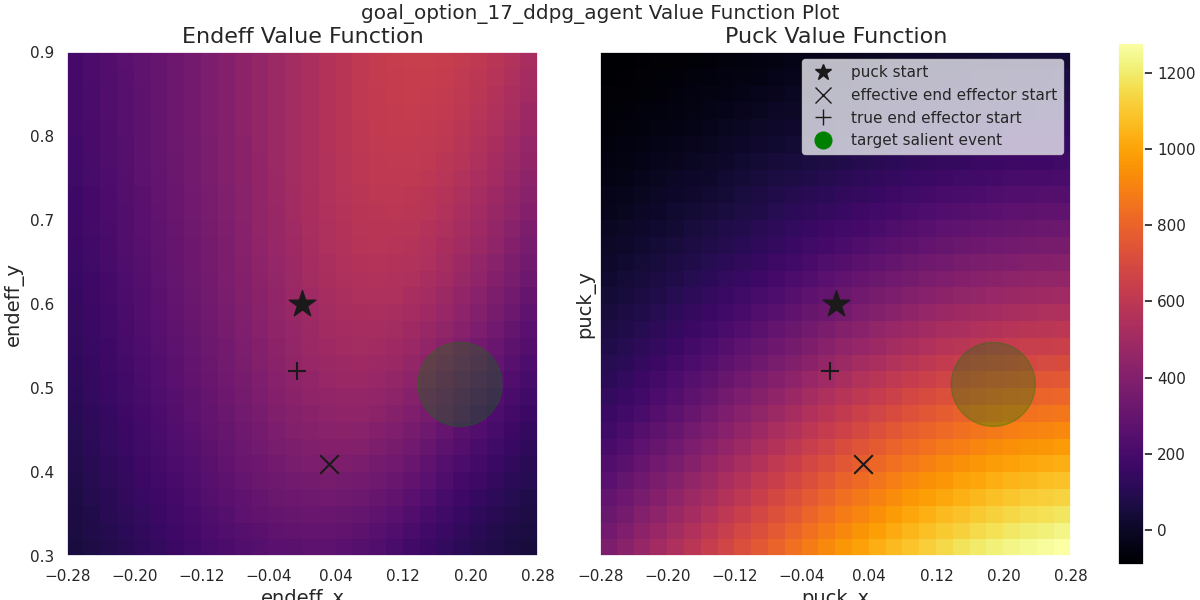 goal_option_17_ddpg_agent Value Function Plot
Endeff Value Function
Puck Value Function
0.9
0.8
0.7
0.6
0.5
0.4
0.3
endeff_y
−0.28 −0.20 −0.12 −0.04 0.04 0.12 0.20 0.28
endeff_x
puck_y
puck start
effective end effector start
true end effector start
target salient event
−0.28 −0.20 −0.12 −0.04 0.04 0.12 0.20 0.28
puck_x
1200
1000
800
600
400
200
0